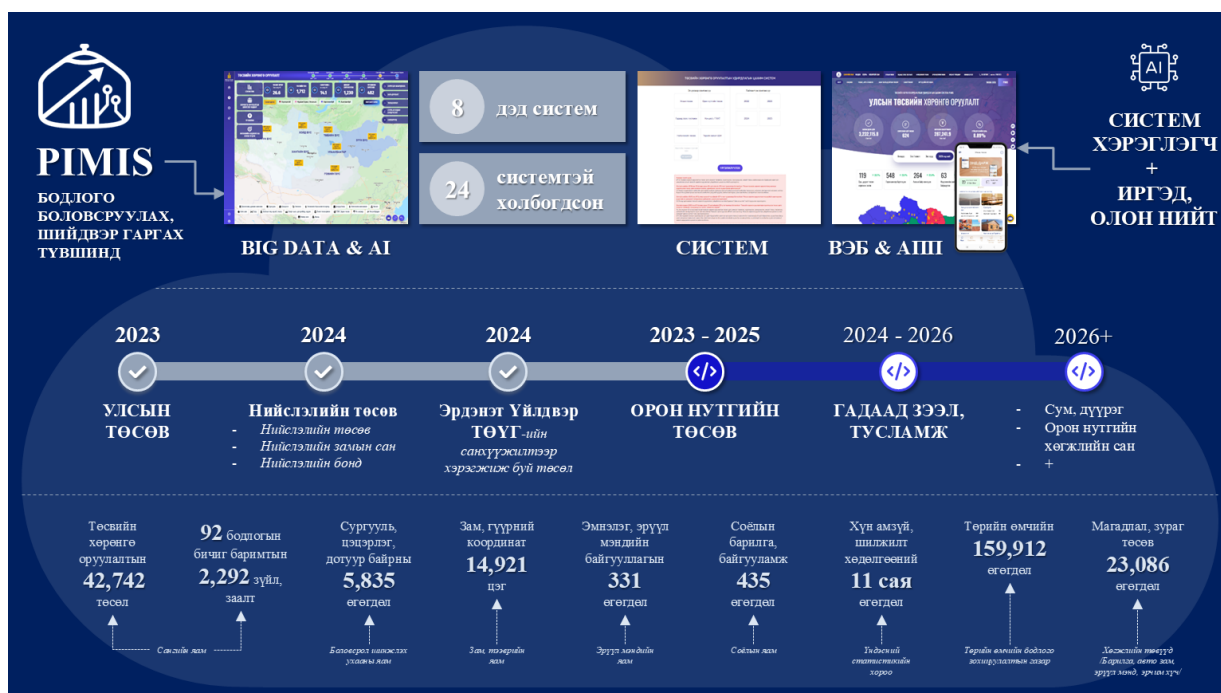 PIMIS
БОДЛОГО
БОЛОВСРУУЛАХ,
ШИЙДВЭР ГАРГАХ
ТҮВШИНД
BIG DATA & AI
8 дэд систем
24 системтэй
холбогдсон
СИСТЕМ
УЛСЫН ТӨСВИЙН ХӨРӨНГӨ ОРУУЛАЛТ
119
548
264
63
ВЭБ & АПП
AI
СИСТЕМ
ХЭРЭГЛЭГЧ
+
ИРГЭД,
ОЛОН НИЙТ
2023
УЛСЫН
ТӨСӨВ
2024
Нийслэлийн төсөв
- Нийслэлийн төсөв
- Нийслэлийн замын сан
- Нийслэлийн бонд
2024
Эрдэнэт Үйлдвэр
ТӨҮГ-ийн
санхүүжилтээр
хэрэгжиж буй төсөл
2023 - 2025
</>
ОРОН НУТГИЙН
ТӨСӨВ
2024 - 2026
</>
ГАДААД ЗЭЭЛ,
ТУСЛАМЖ
2026+
</>
- Сум, дүүрэг
- Орон нутгийн
хөгжлийн сан
- +
Төсвийн
хөрөнгө
оруулалтын
42,742
төсөл
92 бодлогын
бичиг баримтын
2,292 зүйл,
заалт
Сангийн яам
Сургууль,
цэцэрлэг,
дотуур байрны
5,835
өгөгдөл
Боловсрол шинжлэх
ухааны яам
Зам, гүүрний
координат
14,921
цэг
Зам, тээврийн
яам
Эмнэлэг, эрүүл
мэндийн
байгууллагын
331
өгөгдөл
Эрүүл мэндийн
яам
Соёлын
барилга,
байгууламж
435
өгөгдөл
Соёлын яам
Хүн амзүй,
шилжилт
хөдөлгөөний
11 сая
өгөгдөл
Үндэсний
статистикийн
хороо
Төрийн өмчийн
159,912
өгөгдөл
Төрийн өмчийн бодлого
зохицуулалтын газар
Магадлал, зураг
төсөв
23,086
өгөгдөл
Хөгжлийн төвүүд
/Барилга, авто зам,
эрүүл мэнд, эрчим хүч/